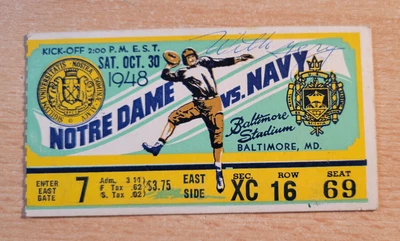 KICK-OFF 2:00 P.M. E.S.T.
SAT. OCT. 30
1948
NOTRE DAME VS. NAVY
Baltimore
Stadium
BALTIMORE, MD.
ENTER
EAST
GATE
7
Adm. 3.11
F Tax .62
S. Tax .02
$3.75
EAST
SIDE
SEC.
XC
ROW
16
SEAT
69